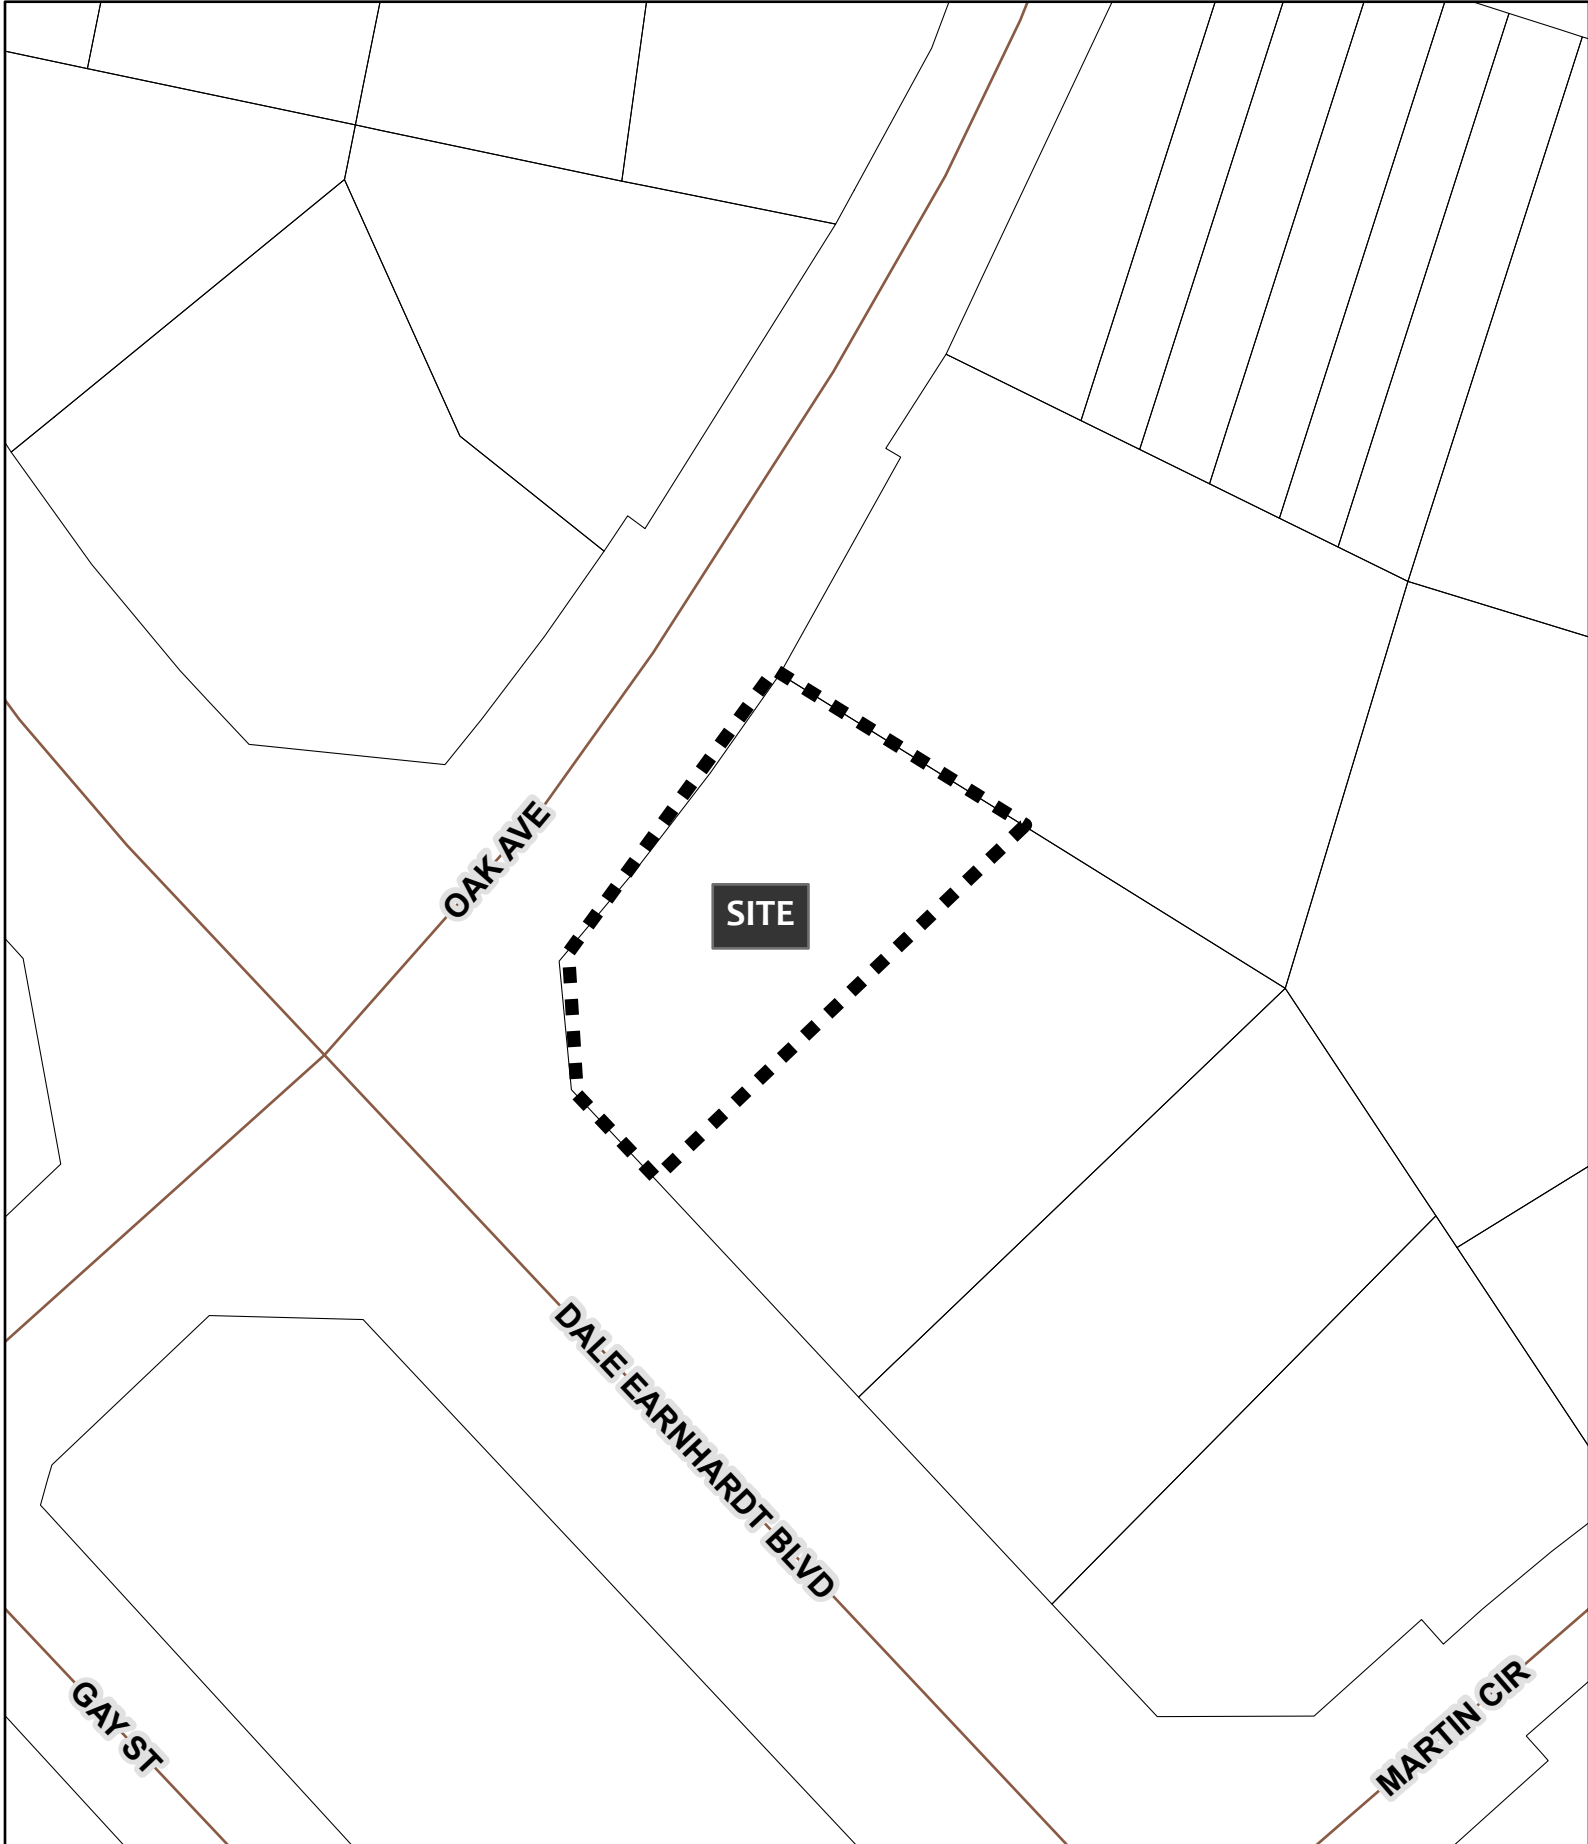 OAK AVE
SITE
DALE EARNHARDT BLVD
GAY ST
MARTIN CIR